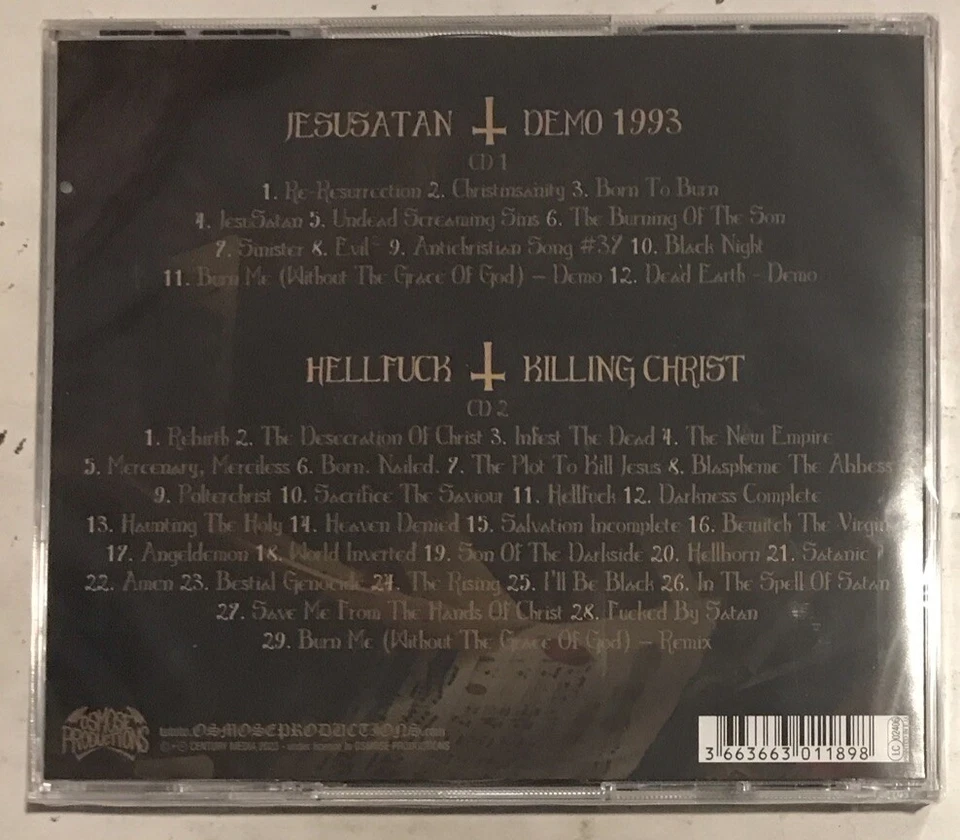 JESUSATAN DEMO 1993
CD 1
1. Re-Resurrection 2. Christinsanity 3. Born To Burn
4. JesuSatan 5. Undead Screaming Sins 6. The Burning Of The Son
7. Sinister 8. Evil 9. Antichristian Song #37 10. Black Night
11. Burn Me (Without The Grace Of God) – Demo 12. Dead Earth - Demo
HELLFUCK KILLING CHRIST
CD 2
1. Rebirth 2. The Desecration Of Christ 3. Infest The Dead 4. The New Empire
5. Mercenary, Merciless 6. Born. Nailed. 7. The Plot To Kill Jesus 8. Blaspheme The Abbess
9. Polterchrist 10. Sacrifice The Saviour 11. Hellfuck 12. Darkness Complete
13. Haunting The Holy 14. Heaven Denied 15. Salvation Incomplete 16. Bewitch The Virgin
17. Angeldemon 18. World Inverted 19. Son Of The Darkside 20. Hellhorn 21. Satanic
22. Amen 23. Bestial Genocide 24. The Rising 25. I'll Be Black 26. In The Spell Of Satan
27. Save Me From The Hands Of Christ 28. Fucked By Satan
29. Burn Me (Without The Grace Of God) – Remix
OSMOSE PRODUCTIONS
www.OSMOSEPRODUCTIONS.com
CENTURY MEDIA 2023 - under license to OSMOSE PRODUCTIONS
3 663663 011898